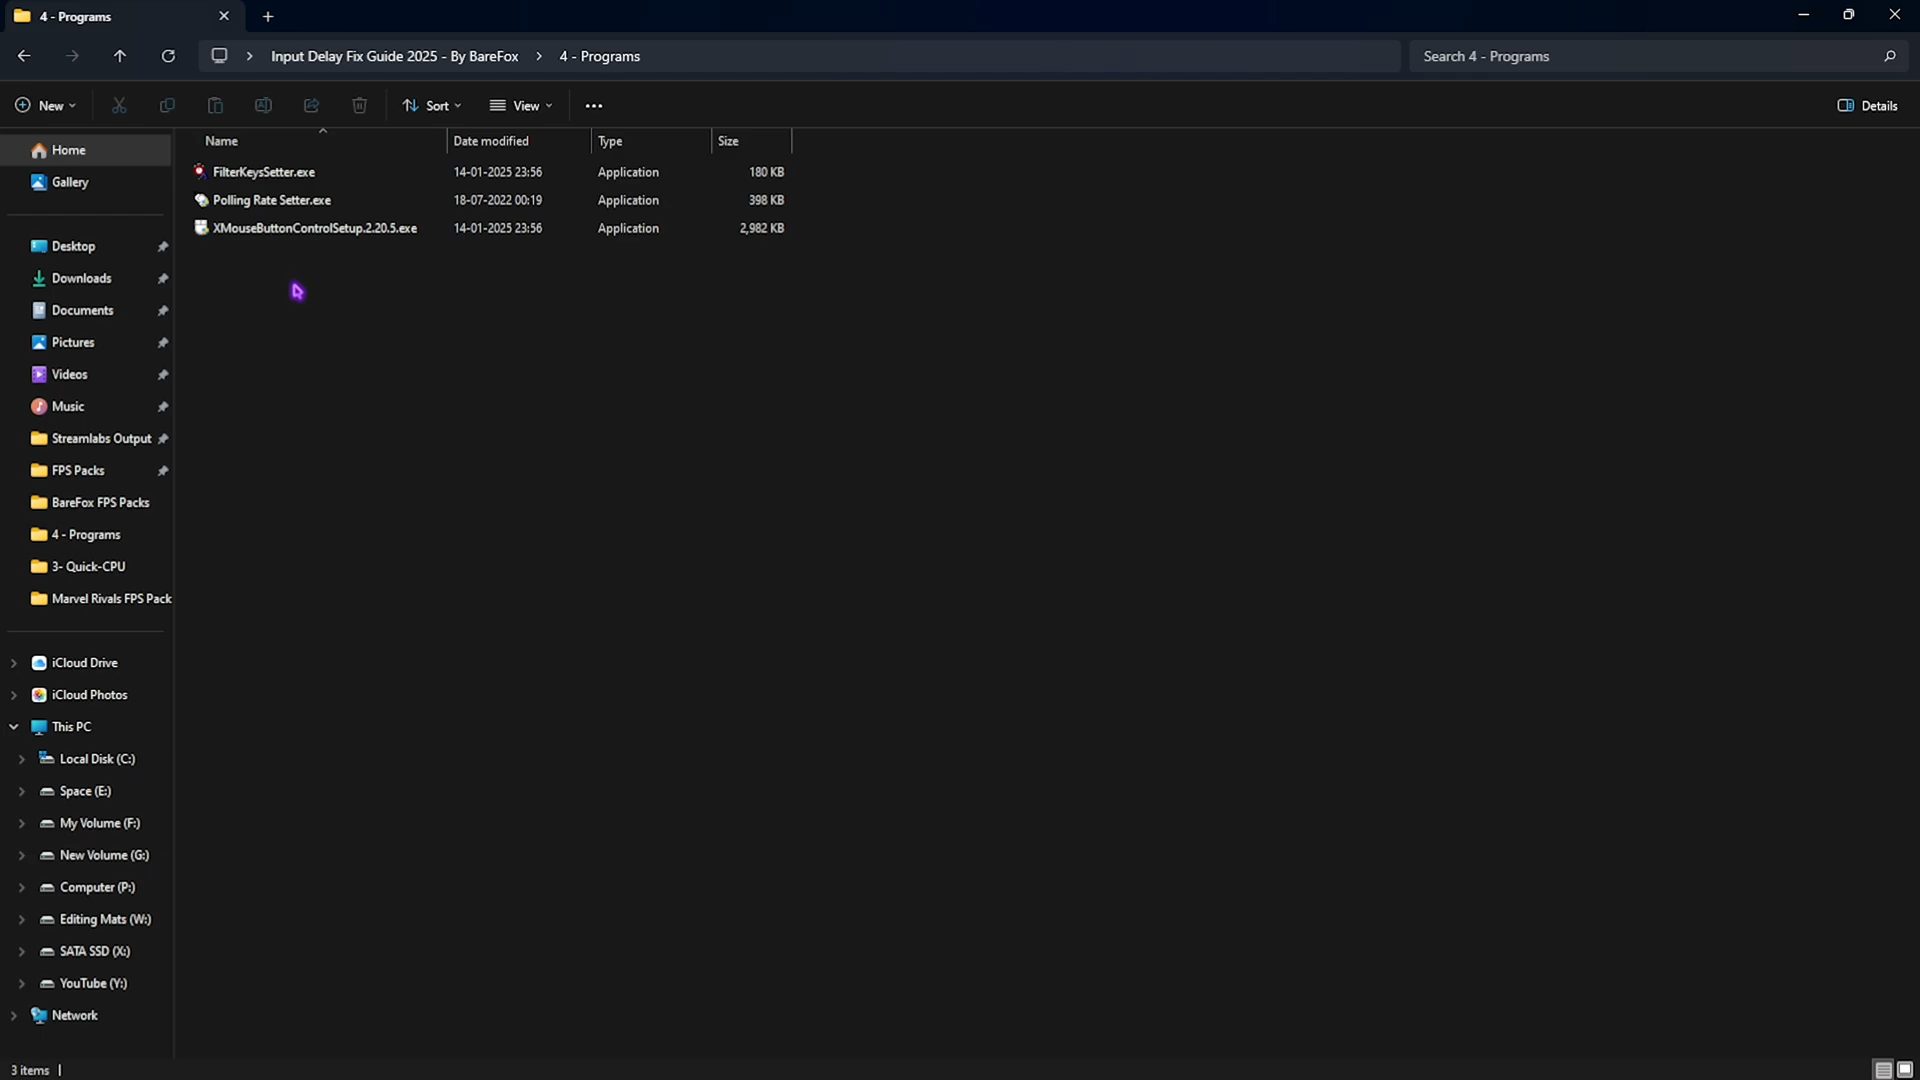 4 - Programs
Input Delay Fix Guide 2025 - By BareFox > 4 - Programs
Search 4 - Programs
New
Sort
View
Details
Name Date modified Type Size
FilterKeysSetter.exe 14-01-2025 23:56 Application 180 KB
Polling Rate Setter.exe 18-07-2022 00:19 Application 398 KB
XMouseButtonControlSetup.2.20.5.exe 14-01-2025 23:56 Application 2,982 KB
Home
Gallery
Desktop
Downloads
Documents
Pictures
Videos
Music
Streamlabs Output
FPS Packs
BareFox FPS Packs
4 - Programs
3- Quick-CPU
Marvel Rivals FPS Pack
iCloud Drive
iCloud Photos
This PC
Local Disk (C:)
Space (E:)
My Volume (F:)
New Volume (G:)
Computer (P:)
Editing Mats (W:)
SATA SSD (X:)
YouTube (Y:)
Network
3 items